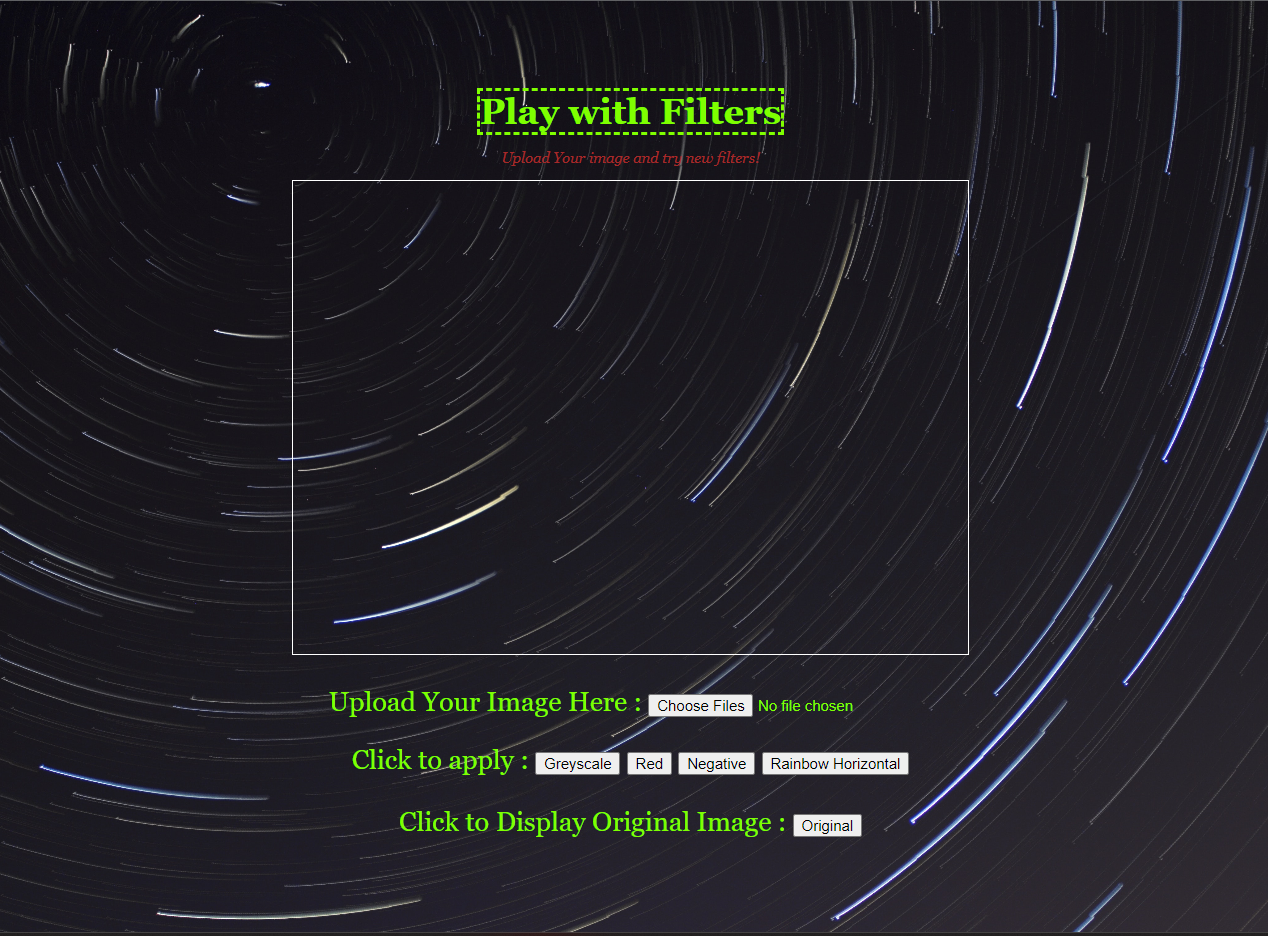 Play with Filters
Upload Your image and try new filters!
Upload Your Image Here : Choose Files No file chosen
Click to apply : Greyscale Red Negative Rainbow Horizontal
Click to Display Original Image : Original